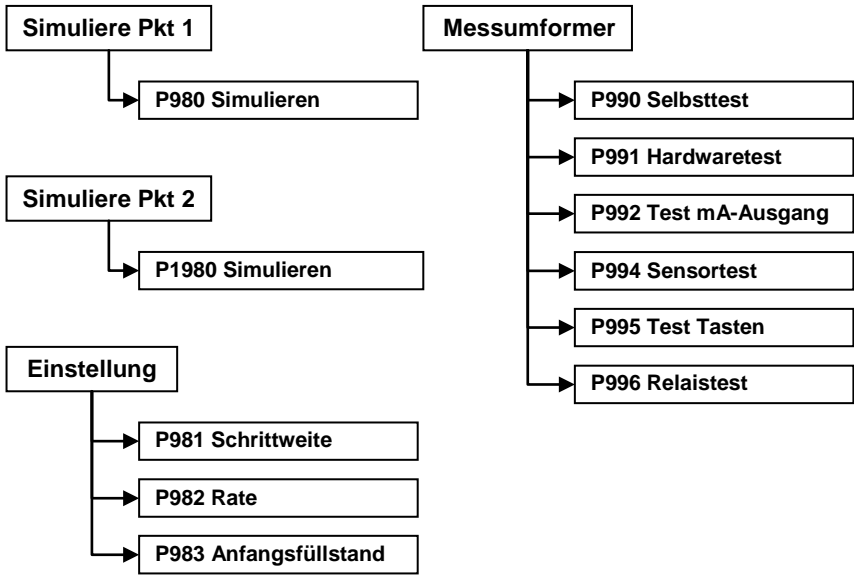 Simuliere Pkt 1
P980 Simulieren
Simuliere Pkt 2
P1980 Simulieren
Einstellung
P981 Schrittweite
P982 Rate
P983 Anfangsfüllstand
Messumformer
P990 Selbsttest
P991 Hardwaretest
P992 Test mA-Ausgang
P994 Sensortest
P995 Test Tasten
P996 Relaistest